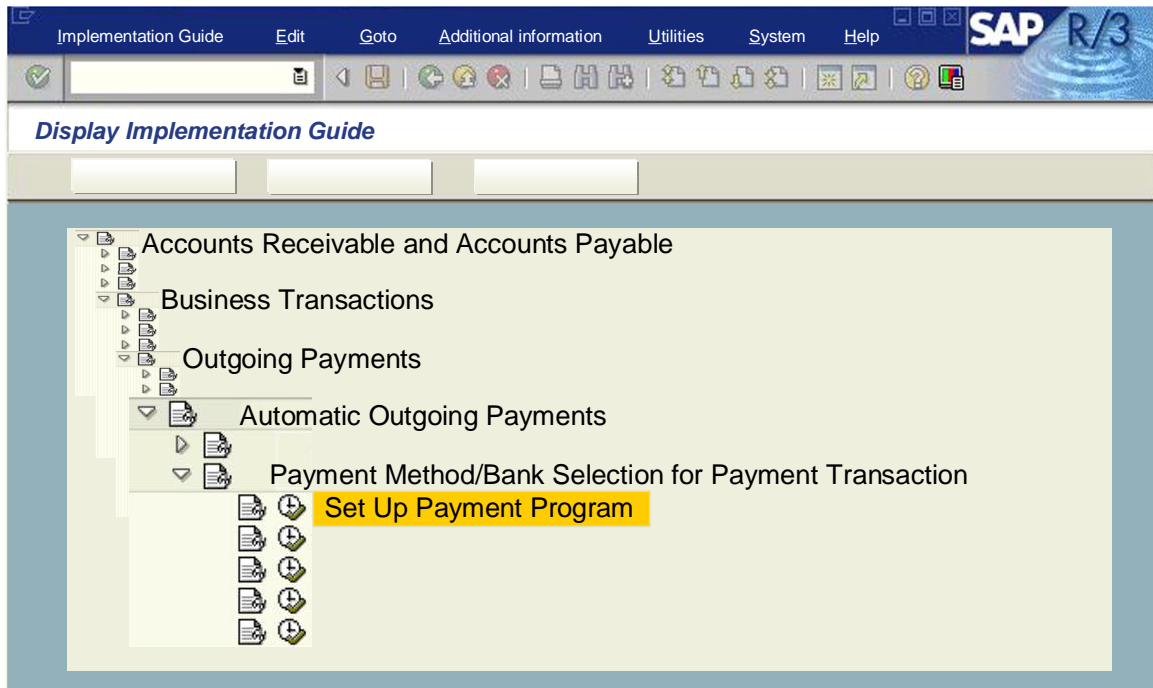 Implementation Guide Edit Goto Additional information Utilities System Help
SAP R/3
Display Implementation Guide
Accounts Receivable and Accounts Payable
Business Transactions
Outgoing Payments
Automatic Outgoing Payments
Payment Method/Bank Selection for Payment Transaction
Set Up Payment Program